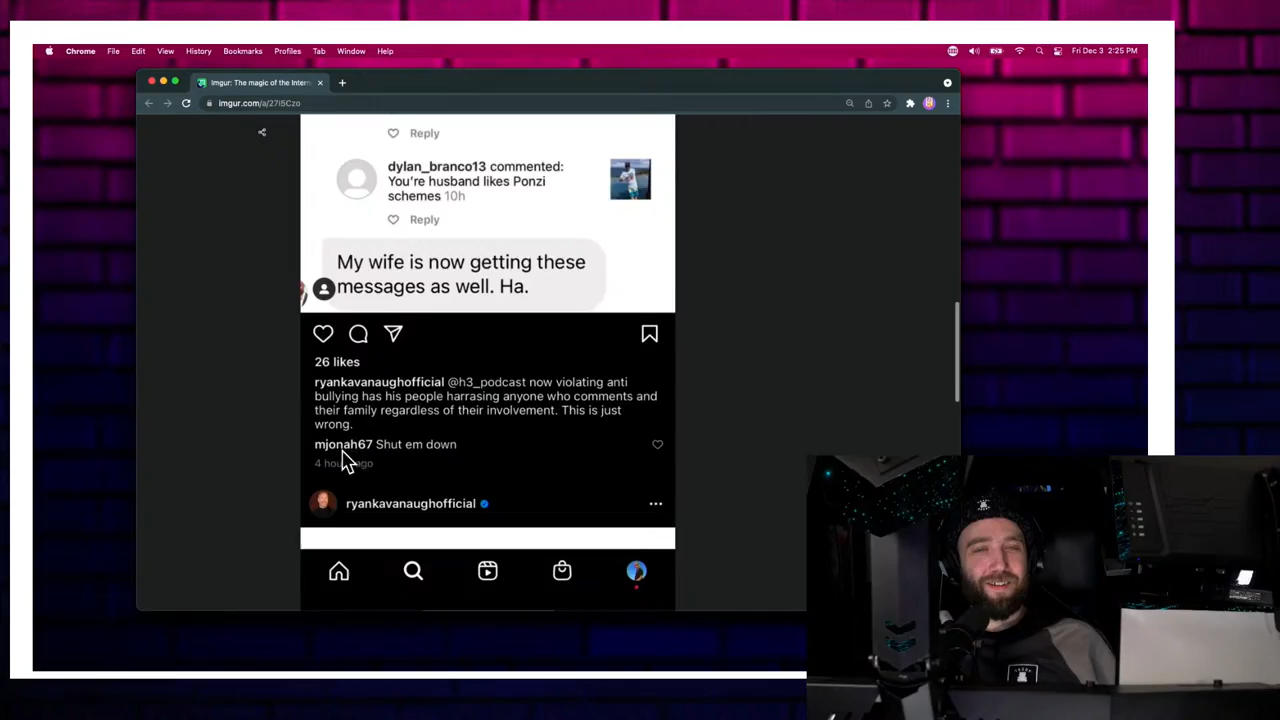 Chrome File Edit View History Bookmarks Profiles Tab Window Help Fri Dec 3 2:25 PM
Imgur: The magic of the Intern
imgur.com/a/27I5Czo
Reply
dylan_branco13 commented:
You're husband likes Ponzi
schemes 10h
Reply
My wife is now getting these
messages as well. Ha.
26 likes
ryankavanaughofficial @h3_podcast now violating anti
bullying has his people harrasing anyone who comments and
their family regardless of their involvement. This is just
wrong.
mjonah67 Shut em down
4 hours ago
ryankavanaughofficial